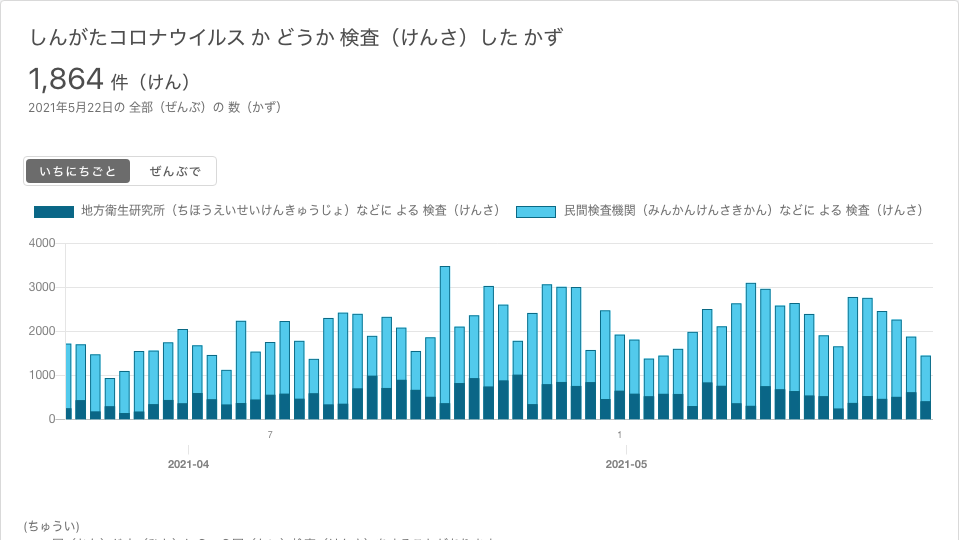 しんがたコロナウイルス か どうか 検査（けんさ）した かず
1,864 件（けん）
2021年5月22日の 全部（ぜんぶ）の 数（かず）
いちにちごと ぜんぶで
地方衛生研究所（ちほうえいせいけんきゅうじょ）などに よる 検査（けんさ） 民間検査機関（みんかんけんさきかん）などに よる 検査（けんさ）
4000
3000
2000
1000
0
7 1
2021-04 2021-05
(ちゅうい)